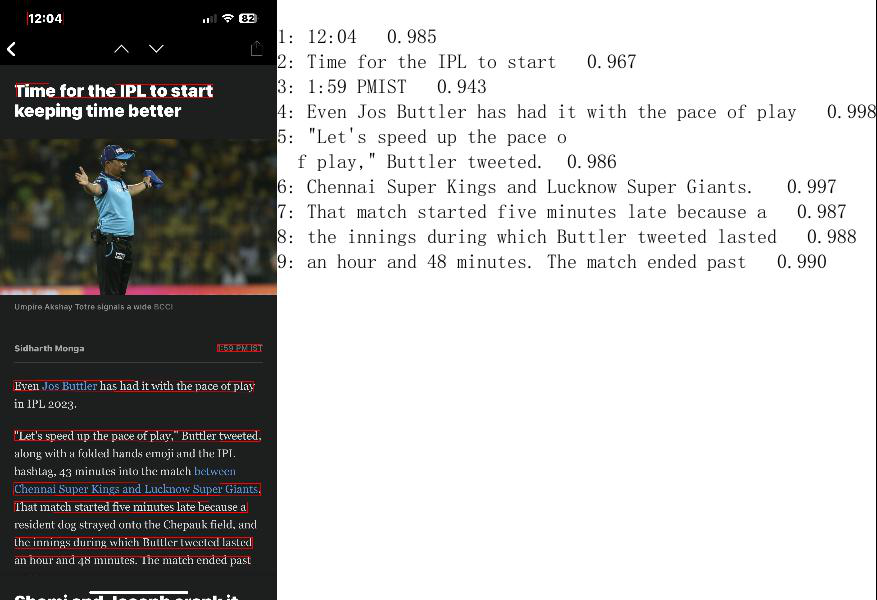 12:04
82
Time for the IPL to start
keeping time better
Umpire Akshay Totre signals a wide BCCI
Sidharth Monga
1:59 PM IST
Even Jos Buttler has had it with the pace of play
in IPL 2023.
"Let's speed up the pace of play," Buttler tweeted,
along with a folded hands emoji and the IPL
hashtag, 43 minutes into the match between
Chennai Super Kings and Lucknow Super Giants.
That match started five minutes late because a
resident dog strayed onto the Chepauk field, and
the innings during which Buttler tweeted lasted
an hour and 48 minutes. The match ended past
1: 12:04 0.985
2: Time for the IPL to start 0.967
3: 1:59 PMIST 0.943
4: Even Jos Buttler has had it with the pace of play 0.998
5: "Let's speed up the pace o
f play," Buttler tweeted. 0.986
6: Chennai Super Kings and Lucknow Super Giants. 0.997
7: That match started five minutes late because a 0.987
8: the innings during which Buttler tweeted lasted 0.988
9: an hour and 48 minutes. The match ended past 0.990